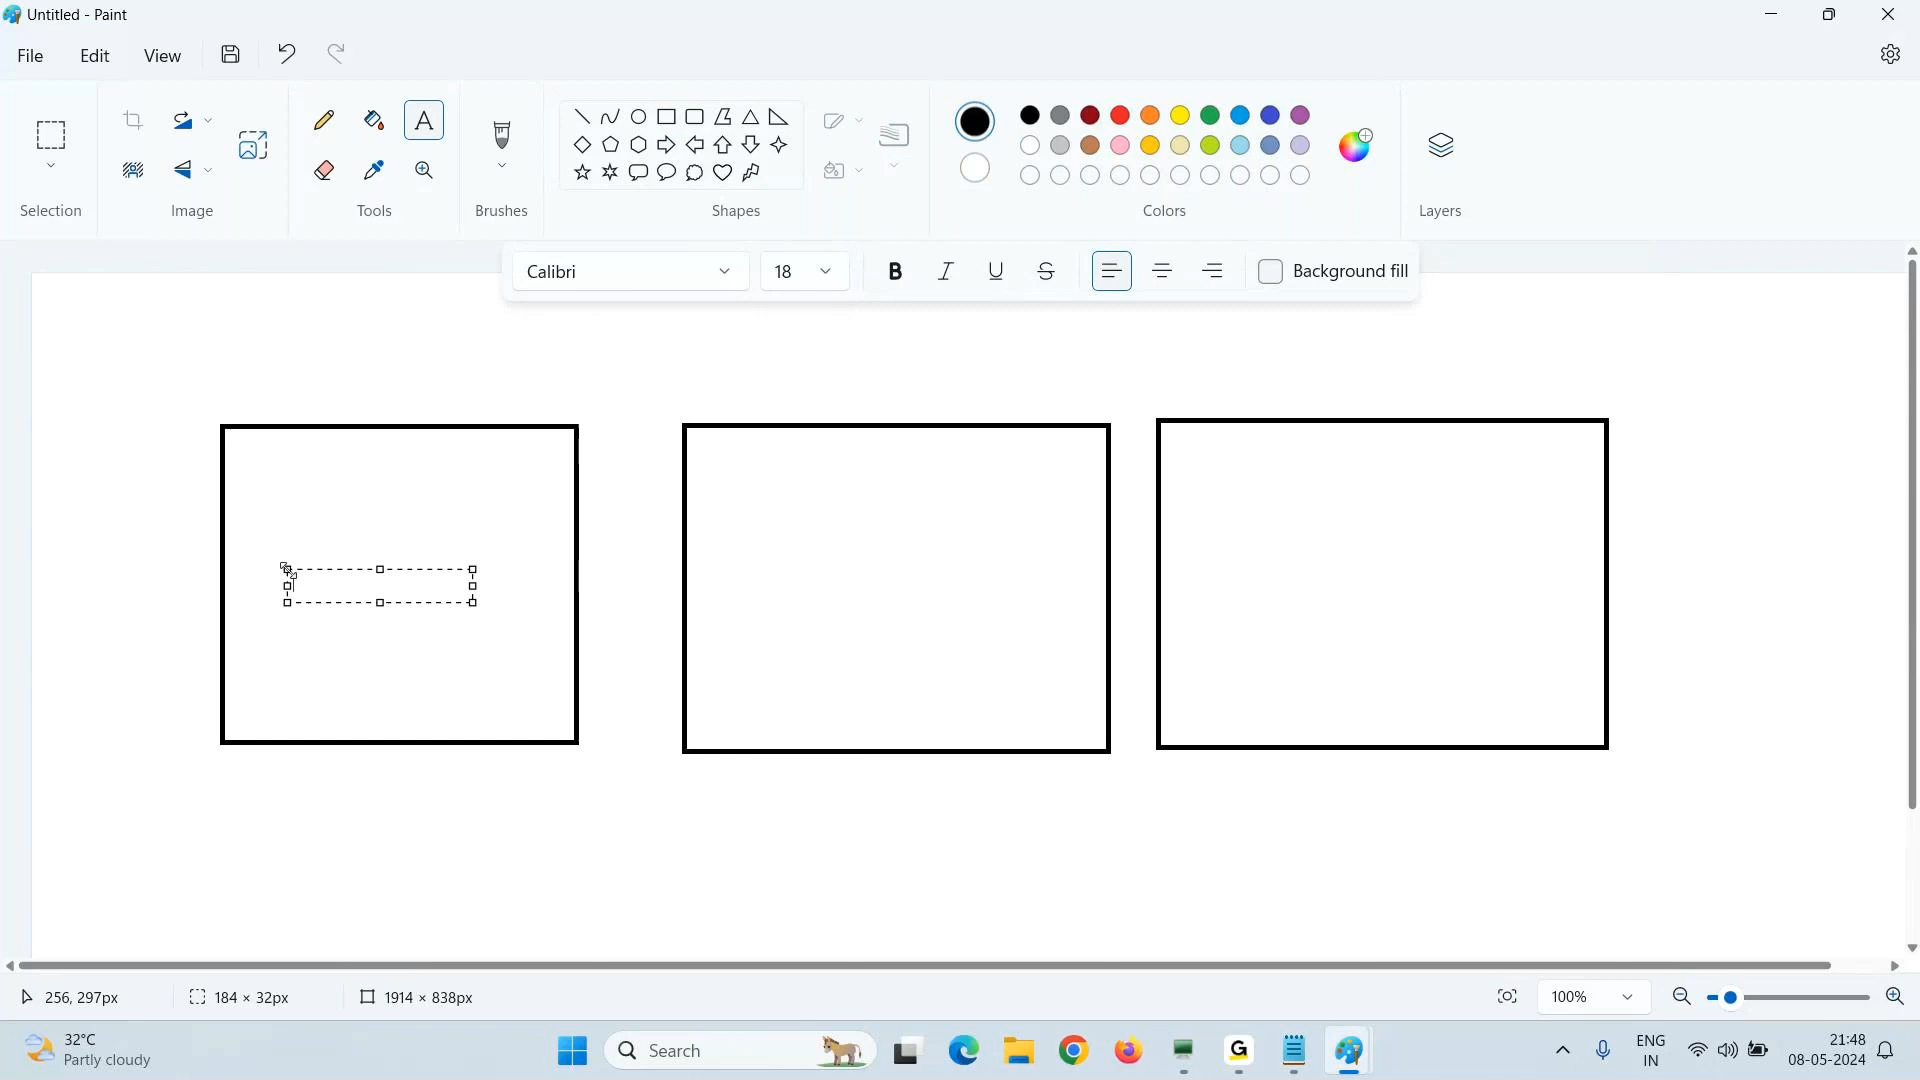 Untitled - Paint
File Edit View
Selection Image Tools Brushes Shapes Colors Layers
Calibri 18 B I U S Background fill
256, 297px 184 × 32px 1914 × 838px 100%
32°C
Partly cloudy
Search
ENG
IN
21:48
08-05-2024